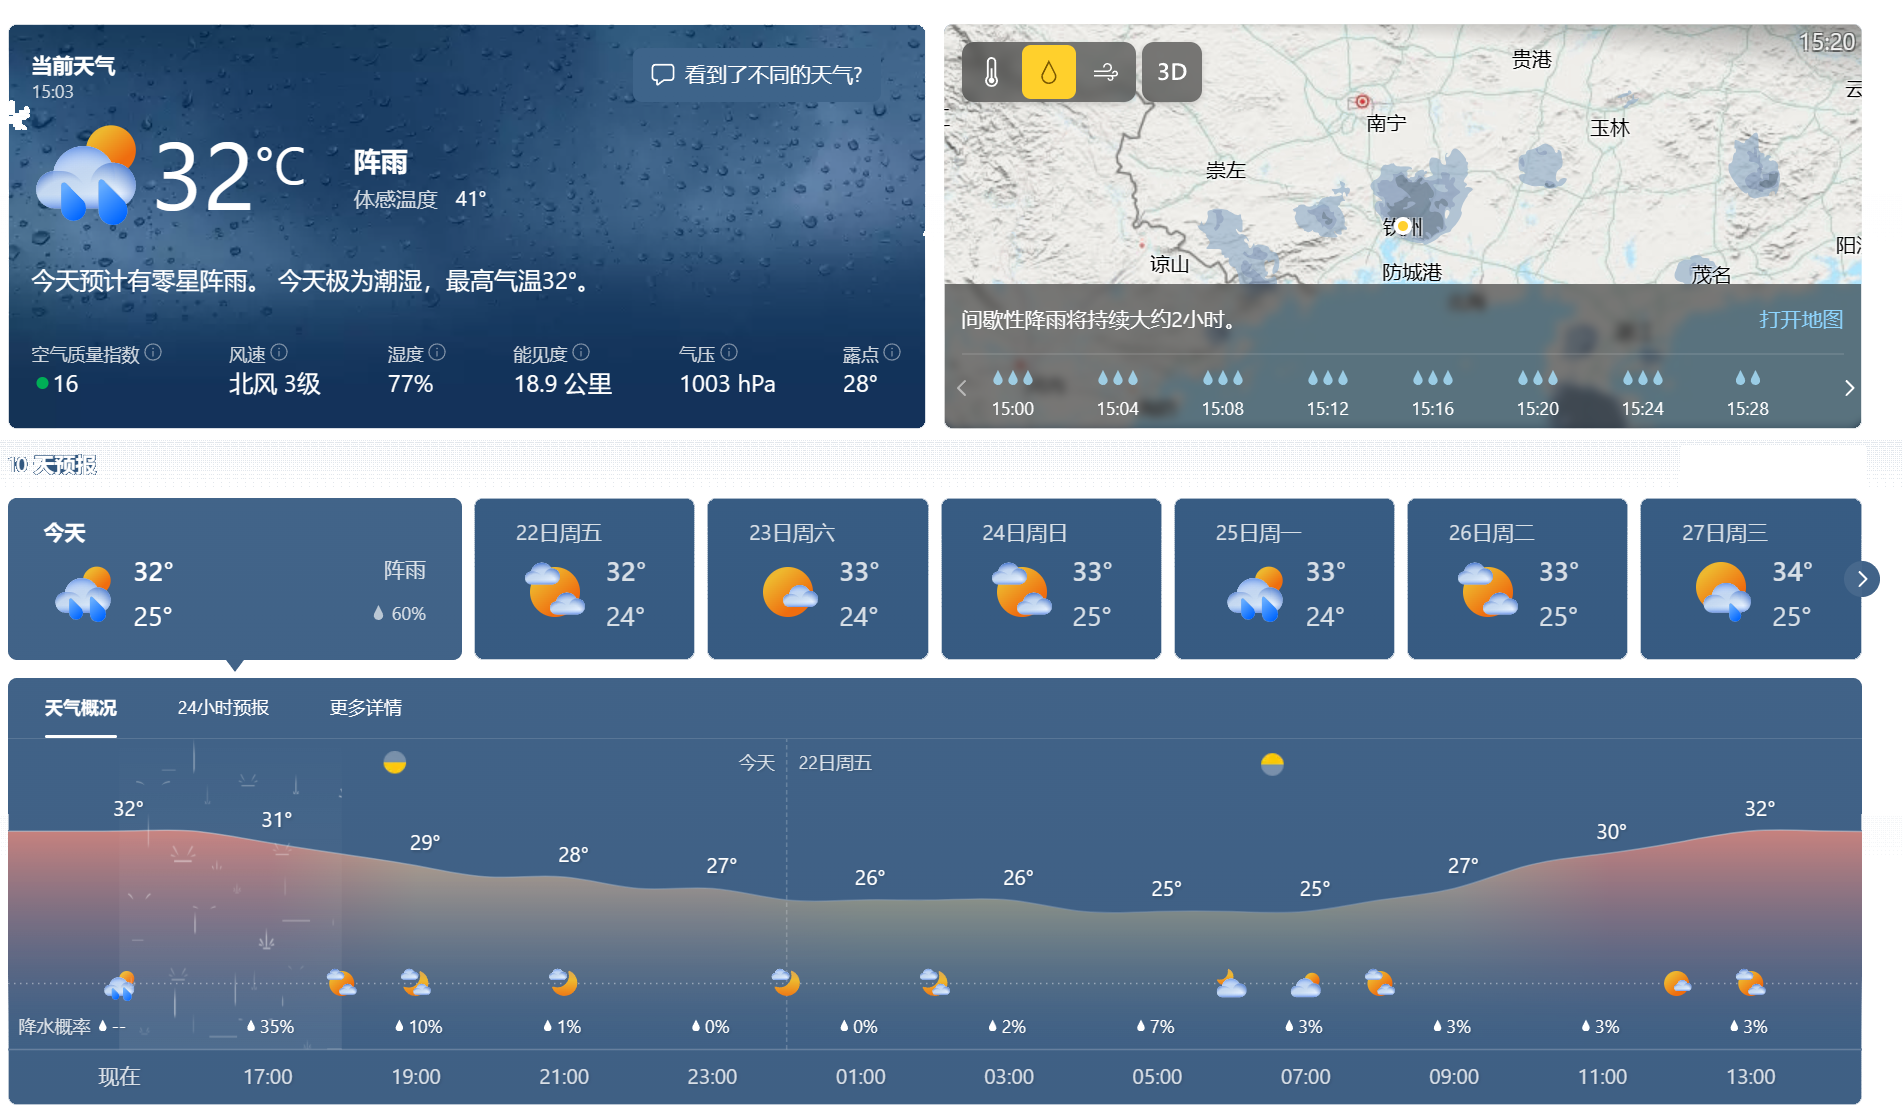 当前天气
15:03
看到了不同的天气?
32°C
阵雨
体感温度 41°
今天预计有零星阵雨。 今天极为潮湿，最高气温32°。
空气质量指数 风速 湿度 能见度 气压 露点
16 北风 3级 77% 18.9 公里 1003 hPa 28°
3D
15:20
贵港
南宁
玉林
崇左
谅山
防城港
茂名
间歇性降雨将持续大约2小时。
打开地图
15:00 15:04 15:08 15:12 15:16 15:20 15:24 15:28
10 天预报
今天
32°
25°
阵雨
60%
22日周五
32°
24°
23日周六
33°
24°
24日周日
33°
25°
25日周一
33°
24°
26日周二
33°
25°
27日周三
34°
25°
天气概况 24小时预报 更多详情
今天 22日周五
32° 31° 29° 28° 27° 26° 26° 25° 25° 27° 30° 32°
降水概率 -- 35% 10% 1% 0% 0% 2% 7% 3% 3% 3% 3%
现在 17:00 19:00 21:00 23:00 01:00 03:00 05:00 07:00 09:00 11:00 13:00